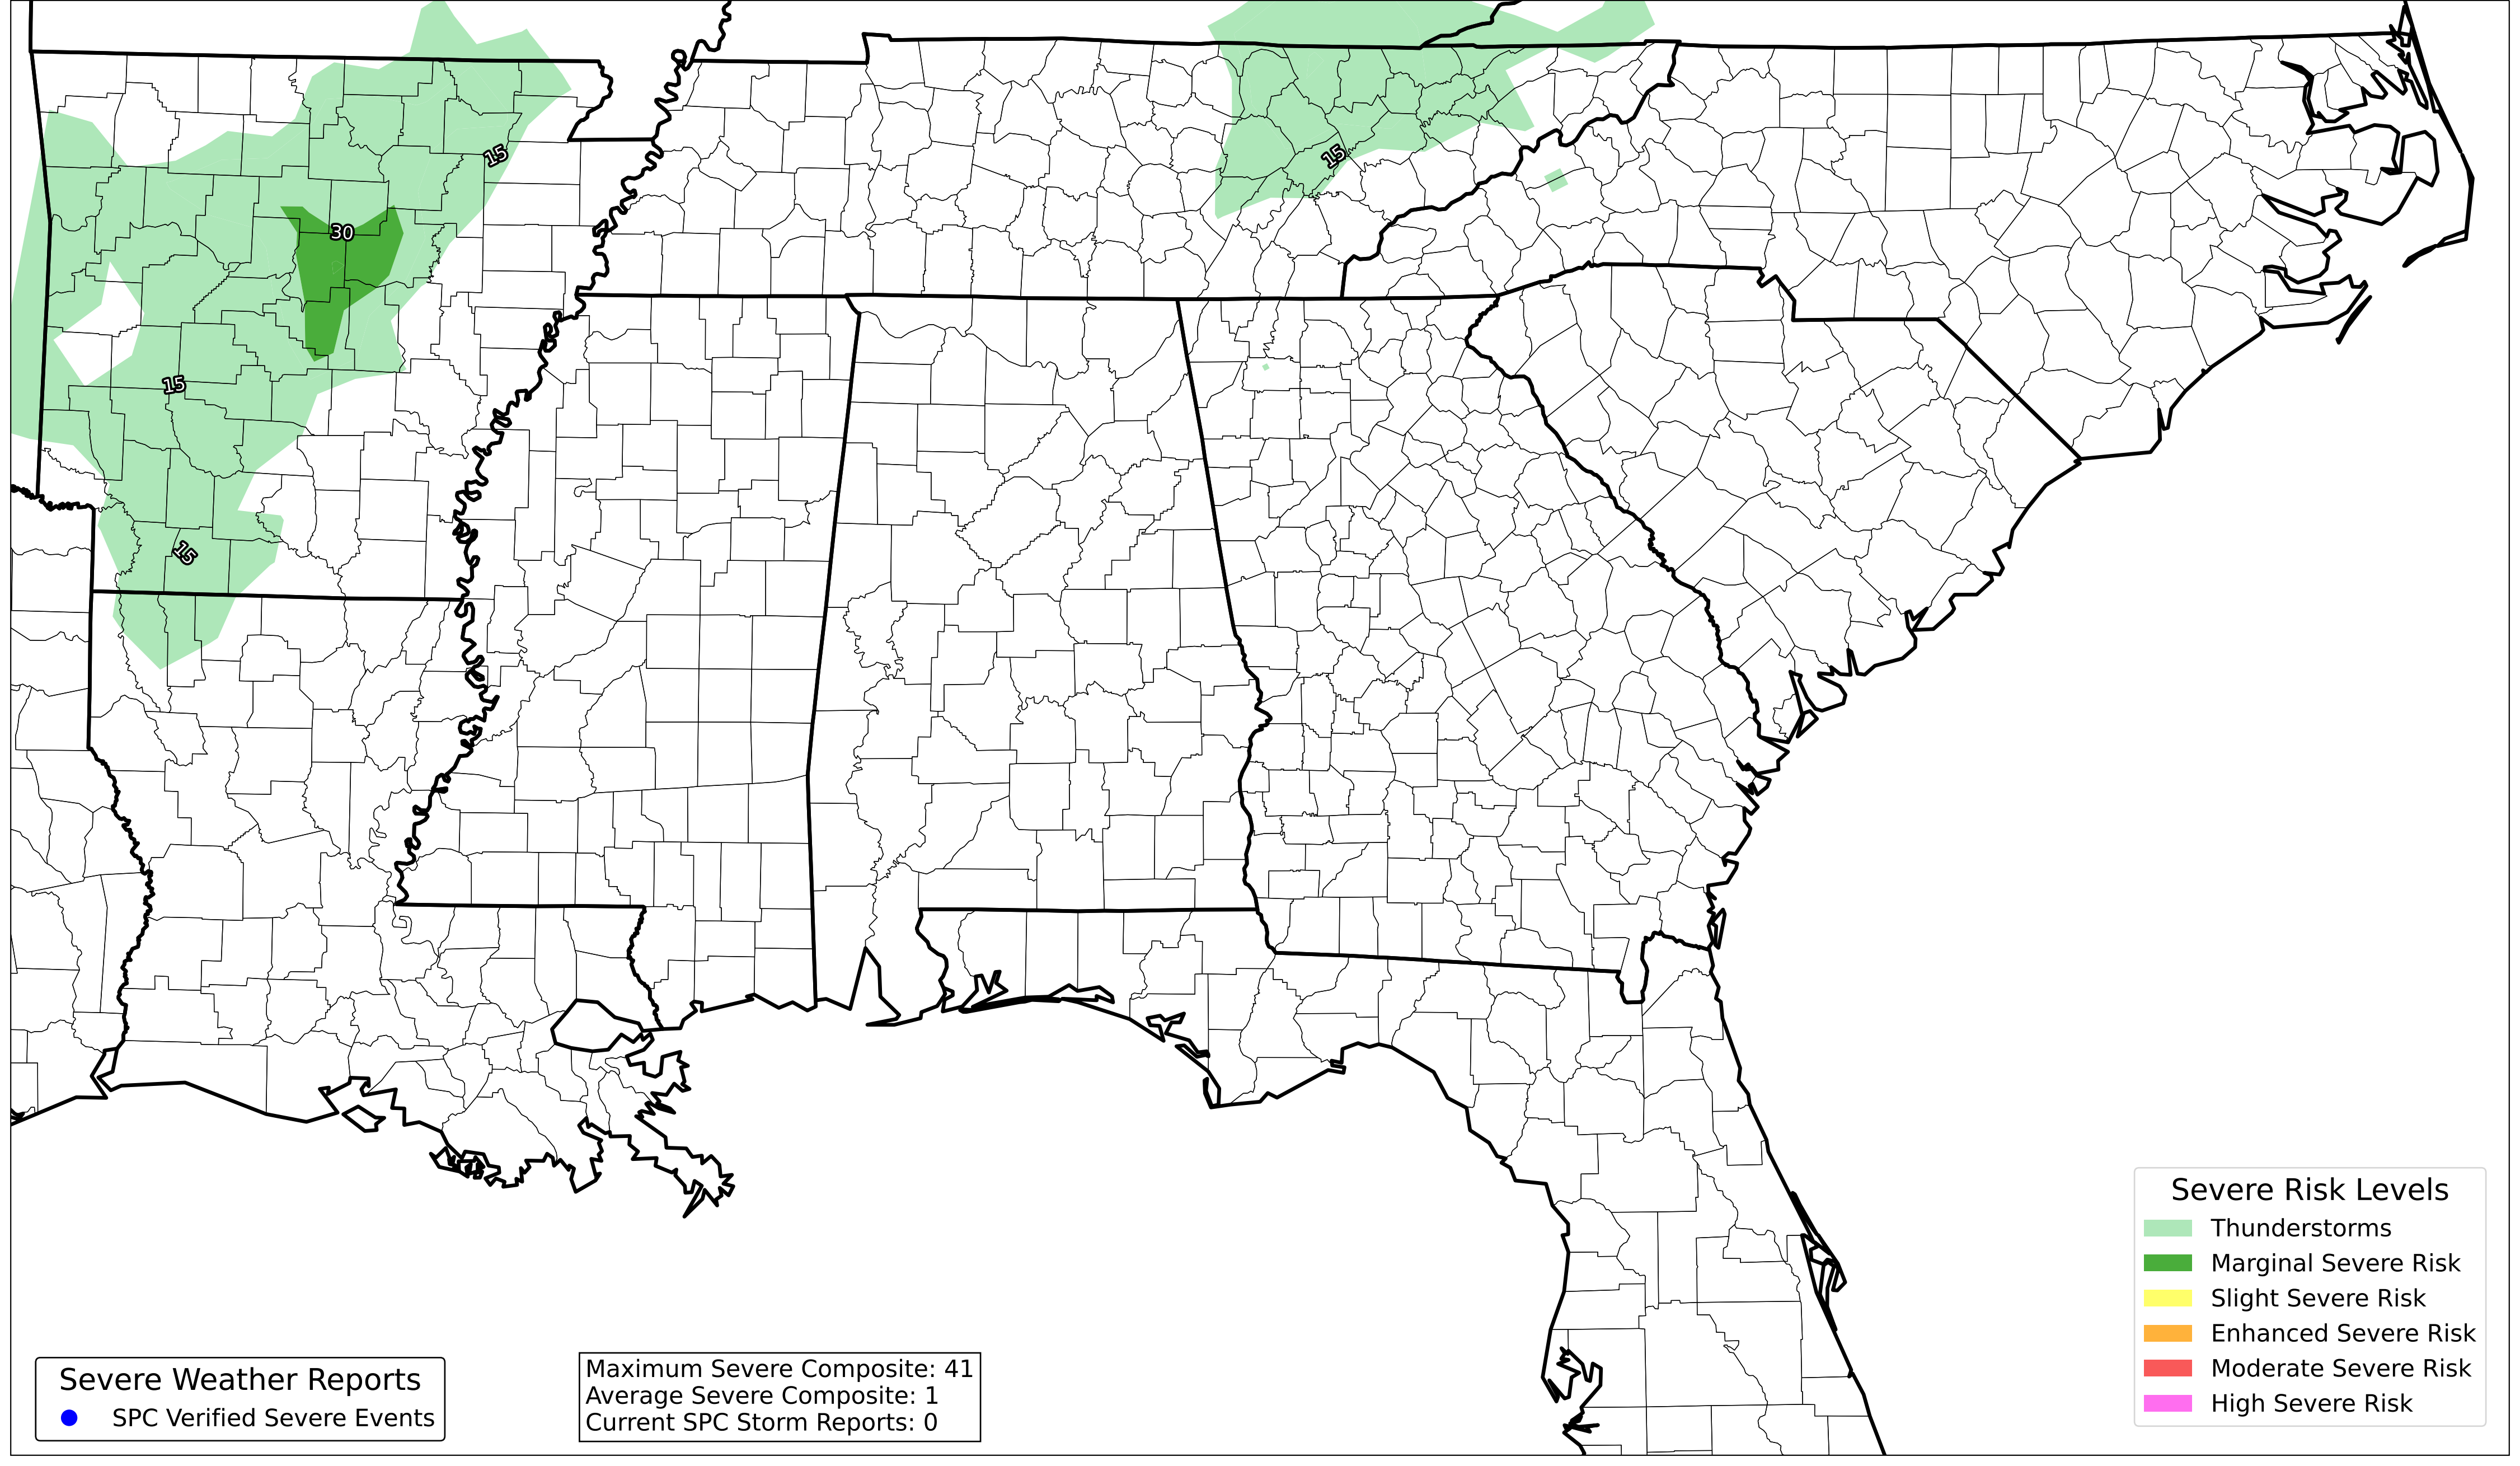 15
15
30
15
15
Severe Risk Levels
Thunderstorms
Marginal Severe Risk
Slight Severe Risk
Enhanced Severe Risk
Moderate Severe Risk
High Severe Risk
Severe Weather Reports
SPC Verified Severe Events
Maximum Severe Composite: 41
Average Severe Composite: 1
Current SPC Storm Reports: 0